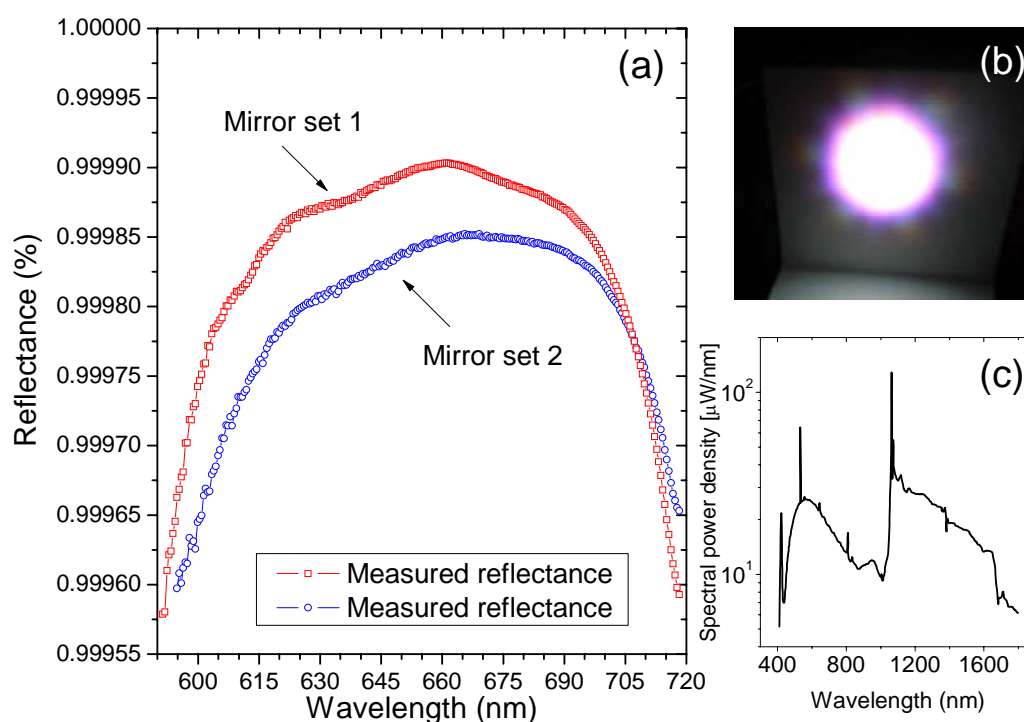 (a)
1.00000
0.99995
0.99990
0.99985
0.99980
0.99975
0.99970
0.99965
0.99960
0.99955
Reflectance (%)
Mirror set 1
Mirror set 2
Measured reflectance
Measured reflectance
600 615 630 645 660 675 690 705 720
Wavelength (nm)
(b)
(c)
10²
10¹
Spectral power density [μW/nm]
400 800 1200 1600
Wavelength (nm)